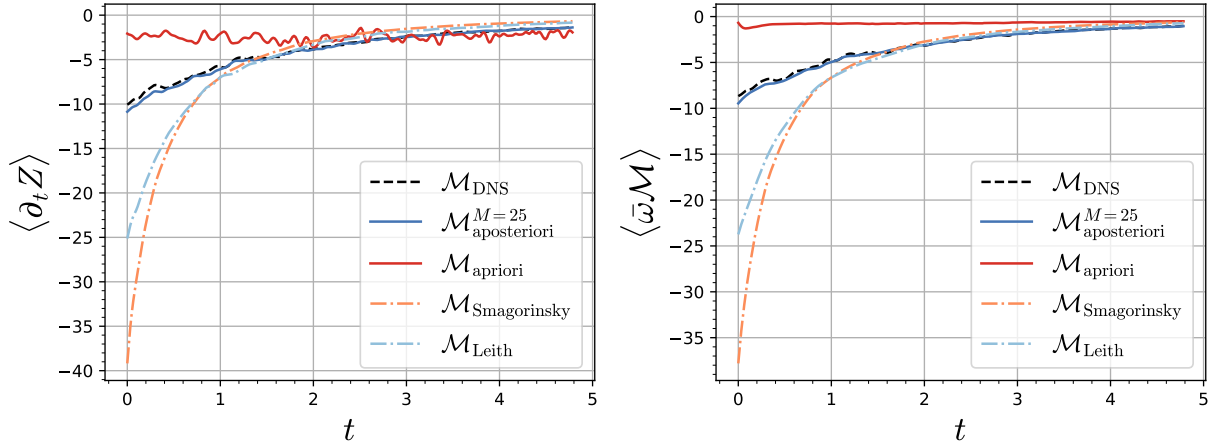 0
−5
−10
−15
−20
−25
−30
−35
−40
⟨∂ₜZ⟩
0 1 2 3 4 5
t
ℳ_DNS
ℳ^{M=25}_aposteriori
ℳ_apriori
ℳ_Smagorinsky
ℳ_Leith
0
−5
−10
−15
−20
−25
−30
−35
⟨ω̄ℳ⟩
0 1 2 3 4 5
t
ℳ_DNS
ℳ^{M=25}_aposteriori
ℳ_apriori
ℳ_Smagorinsky
ℳ_Leith